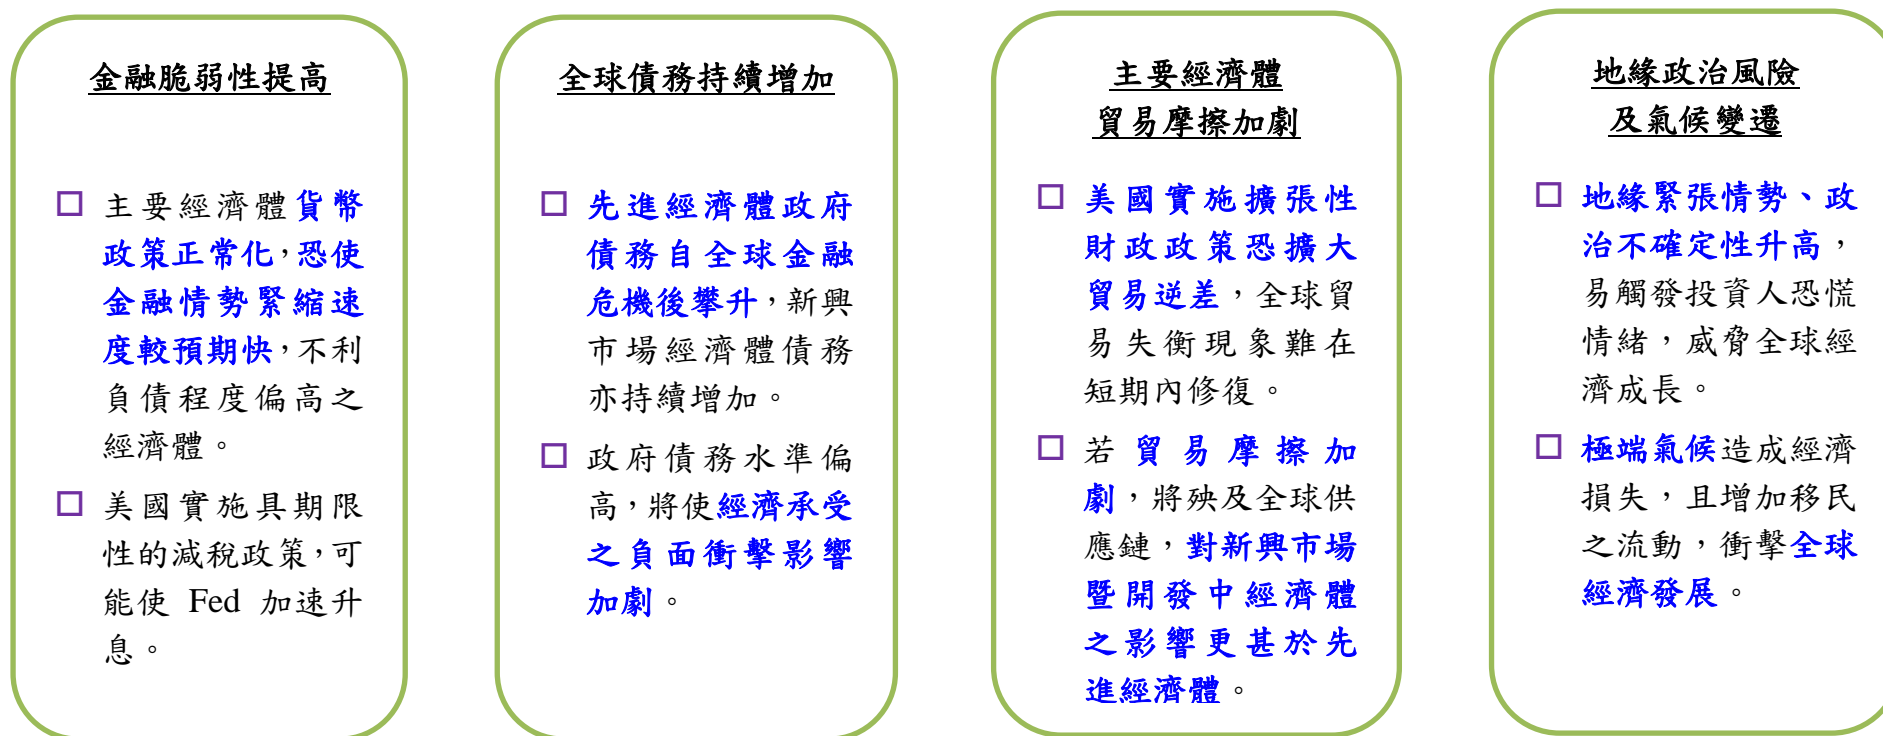 金融脆弱性提高
主要經濟體貨幣
政策正常化，恐使
金融情勢緊縮速
度較預期快，不利
負債程度偏高之
經濟體。
美國實施具期限
性的減稅政策，可
能使 Fed 加速升
息。
全球債務持續增加
先進經濟體政府
債務自全球金融
危機後攀升，新興
市場經濟體債務
亦持續增加。
政府債務水準偏
高，將使經濟承受
之負面衝擊影響
加劇。
主要經濟體
貿易摩擦加劇
美國實施擴張性
財政政策恐擴大
貿易逆差，全球貿
易失衡現象難在
短期內修復。
若貿易摩擦加
劇，將殃及全球供
應鏈，對新興市場
暨開發中經濟體
之影響更甚於先
進經濟體。
地緣政治風險
及氣候變遷
地緣緊張情勢、政
治不確定性升高，
易觸發投資人恐慌
情緒，威脅全球經
濟成長。
極端氣候造成經濟
損失，且增加移民
之流動，衝擊全球
經濟發展。